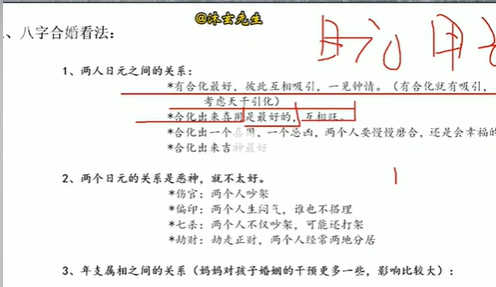 @沐玄先生
、八字合婚看法：
1、两人日元之间的关系：
*有合化最好，彼此互相吸引，一见钟情。（有合化就有吸引，
考虑天干引化）
*合化出来喜用是最好的，互相旺。
*合化出一个喜用，一个忌凶，两个人要慢慢磨合，还是会幸福的
*合化出来吉神最好
2、两个日元的关系是恶神，就不太好。
*伤官：两个人吵架
*偏印：两个人生闷气，谁也不搭理
*七杀：两个人不仅吵架，可能还打架
*劫财：劫走正财，两个人经常两地分居
3、年支属相之间的关系（妈妈对孩子婚姻的干预更多一些，影响比较大）：